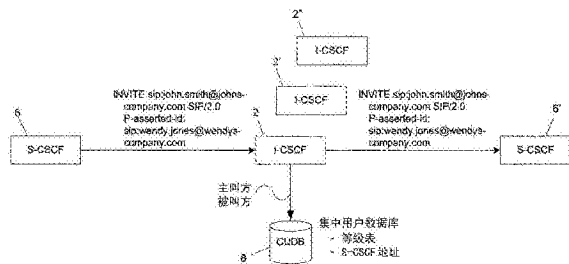 2"
I-CSCF
2'
I-CSCF
INVITE sip:john.smith@johns-
company.com SIP/2.0
P-asserted-id:
sip:wendy.jones@wendys-
company.com
INVITE sip:john.smith@johns-
company.com SIP/2.0
P-asserted-id:
sip:wendy.jones@wendys-
company.com
6
S-CSCF
2
I-CSCF
6'
S-CSCF
主叫方
被叫方
CUDB
8
集中用户数据库
- 等级表
- S-CSCF 地址